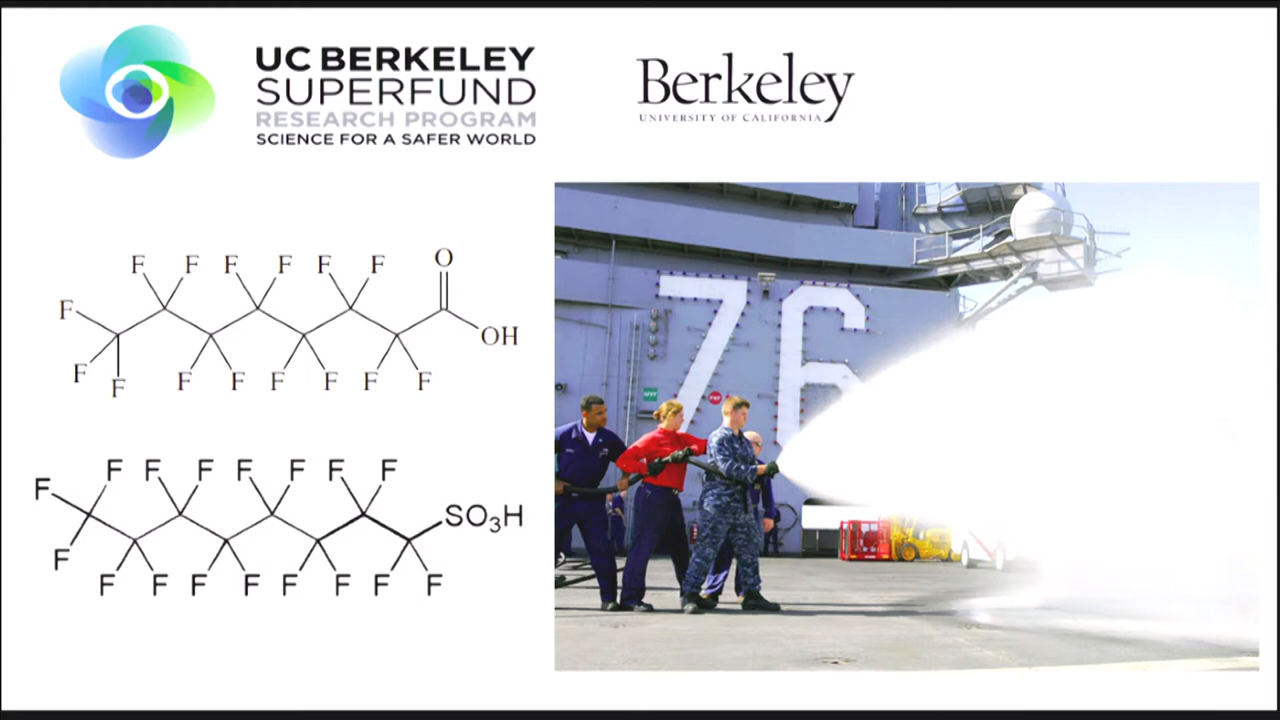 UC BERKELEY
SUPERFUND
RESEARCH PROGRAM
SCIENCE FOR A SAFER WORLD
Berkeley
UNIVERSITY OF CALIFORNIA
F F F F F F O
F OH
F F F F F F F F
F F F F F F F
F SO₃H
F
F F F F F F F F
76